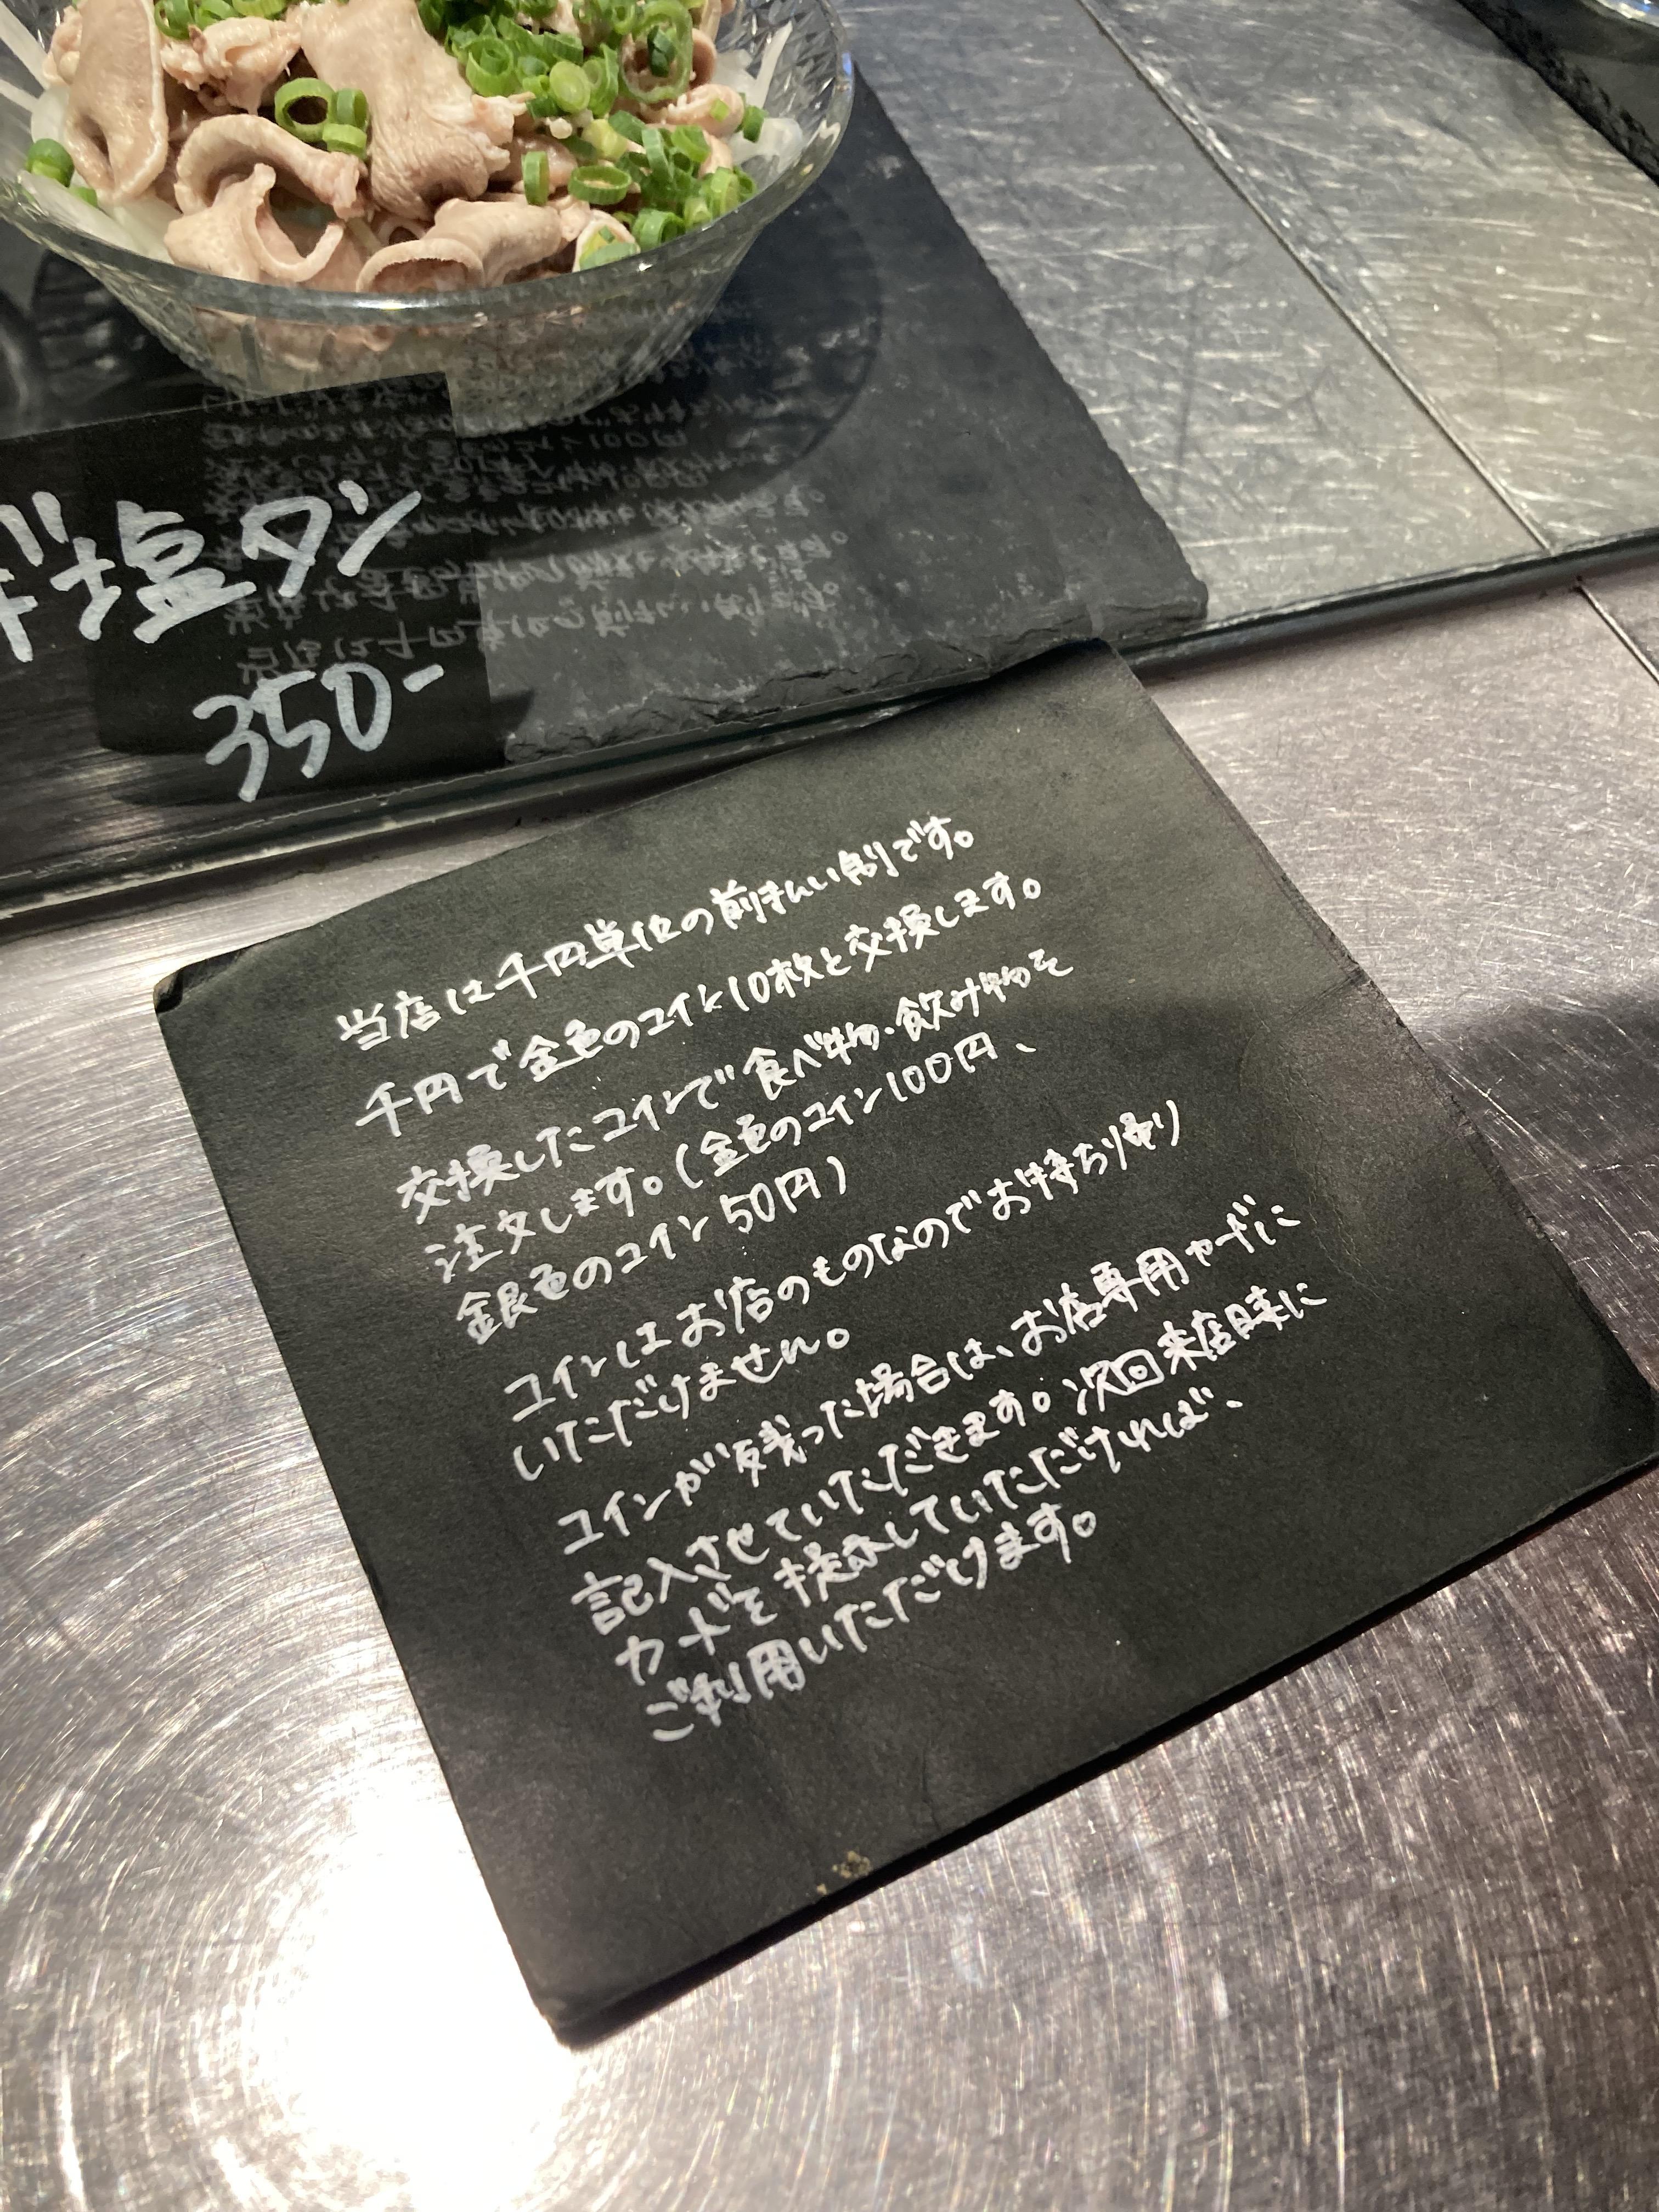 ギ塩タン
350-
当店は千円単位の前払い制です。
千円で金色のコイン10枚と交換します。
交換したコインで食べ物・飲み物を
注文します。(金色のコイン100円、
銀色のコイン50円)
コインはお店のものなのでお持ち帰り
いただけません。
コインが残った場合は、お店専用カードに
記入させていただきます。次回来店時に
カードを提示していただければ、
ご利用いただけます。